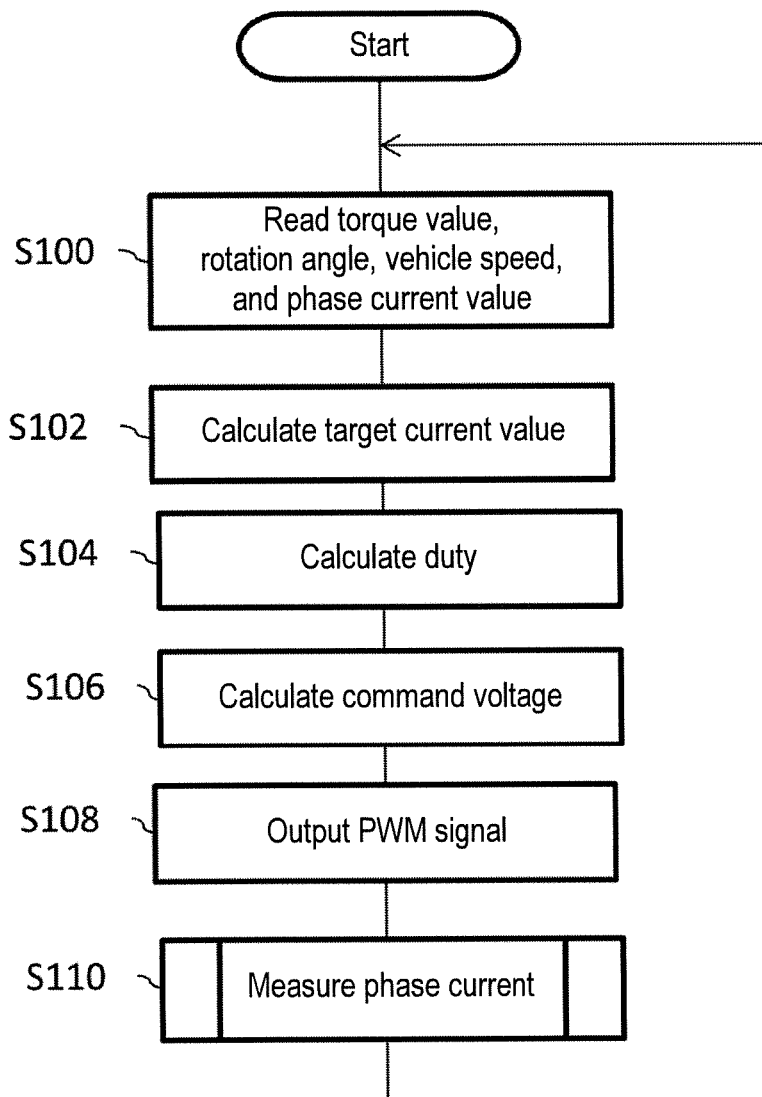 Start
S100
Read torque value,
rotation angle, vehicle speed,
and phase current value
S102
Calculate target current value
S104
Calculate duty
S106
Calculate command voltage
S108
Output PWM signal
S110
Measure phase current